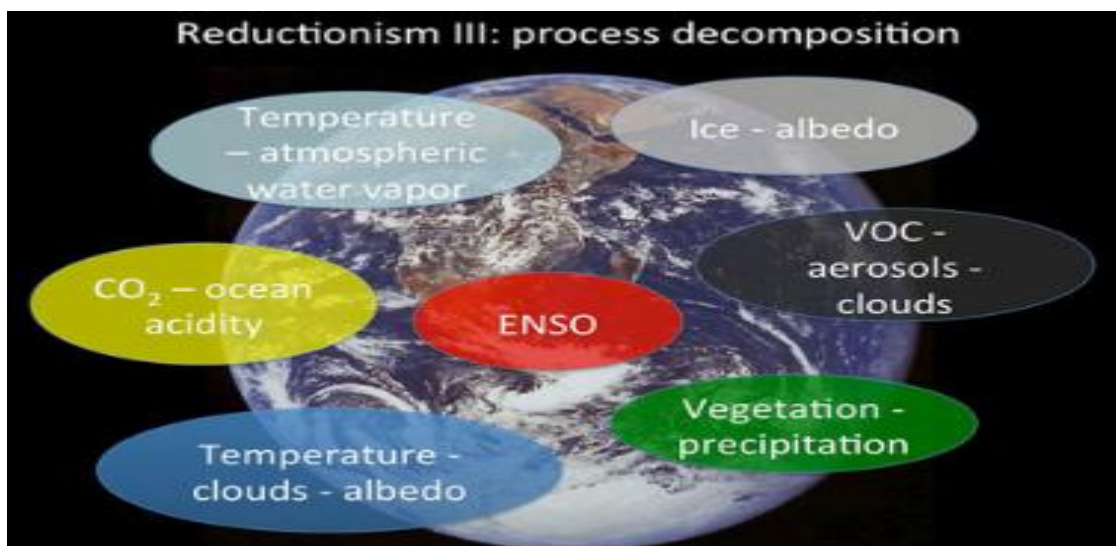 Reductionism III: process decomposition
Temperature
– atmospheric
water vapor
Ice - albedo
VOC -
aerosols -
clouds
CO₂ – ocean
acidity
ENSO
Vegetation -
precipitation
Temperature -
clouds - albedo